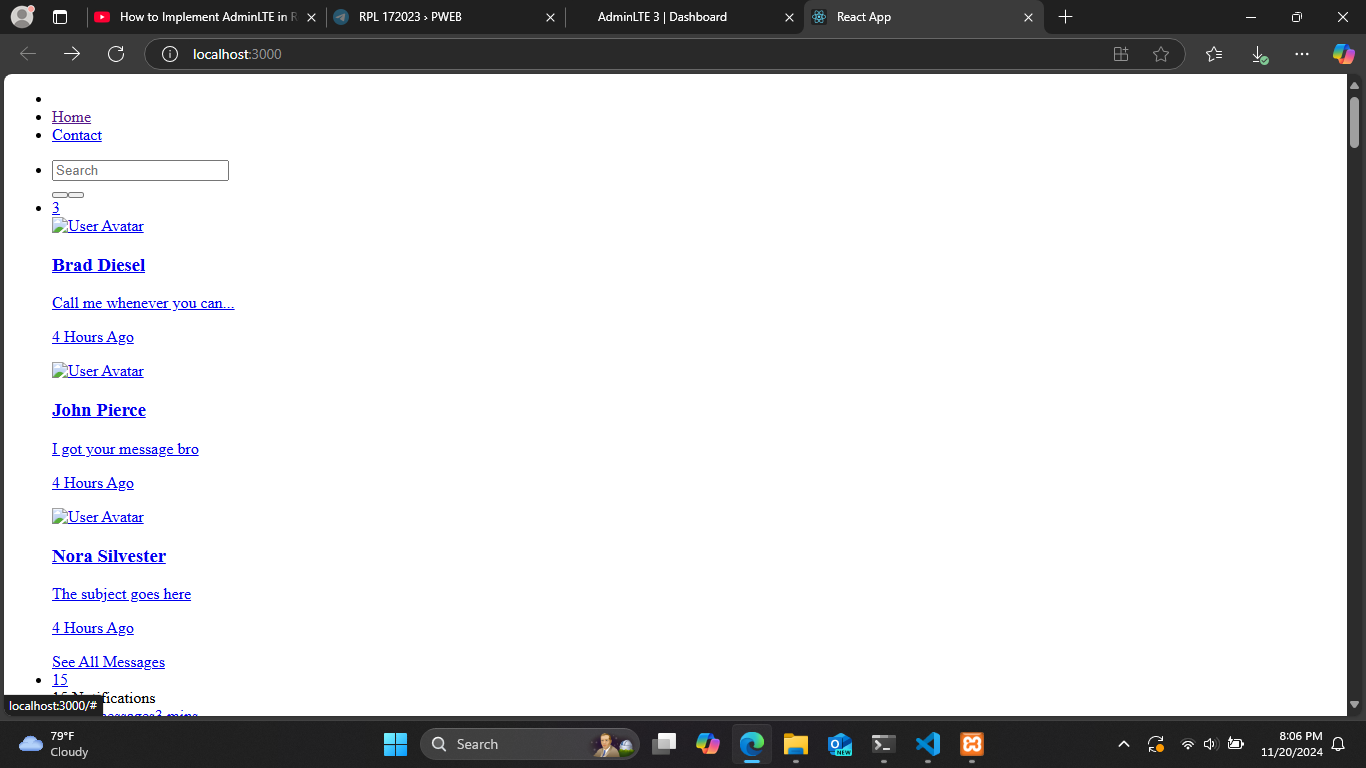 How to Implement AdminLTE in R
RPL 172023 › PWEB
AdminLTE 3 | Dashboard
React App
localhost:3000
Home
Contact
Search
3
User Avatar
Brad Diesel
Call me whenever you can...
4 Hours Ago
User Avatar
John Pierce
I got your message bro
4 Hours Ago
User Avatar
Nora Silvester
The subject goes here
4 Hours Ago
See All Messages
15
15 Notifications
3 mins
localhost:3000/#
79°F
Cloudy
Search
NEW
8:06 PM
11/20/2024